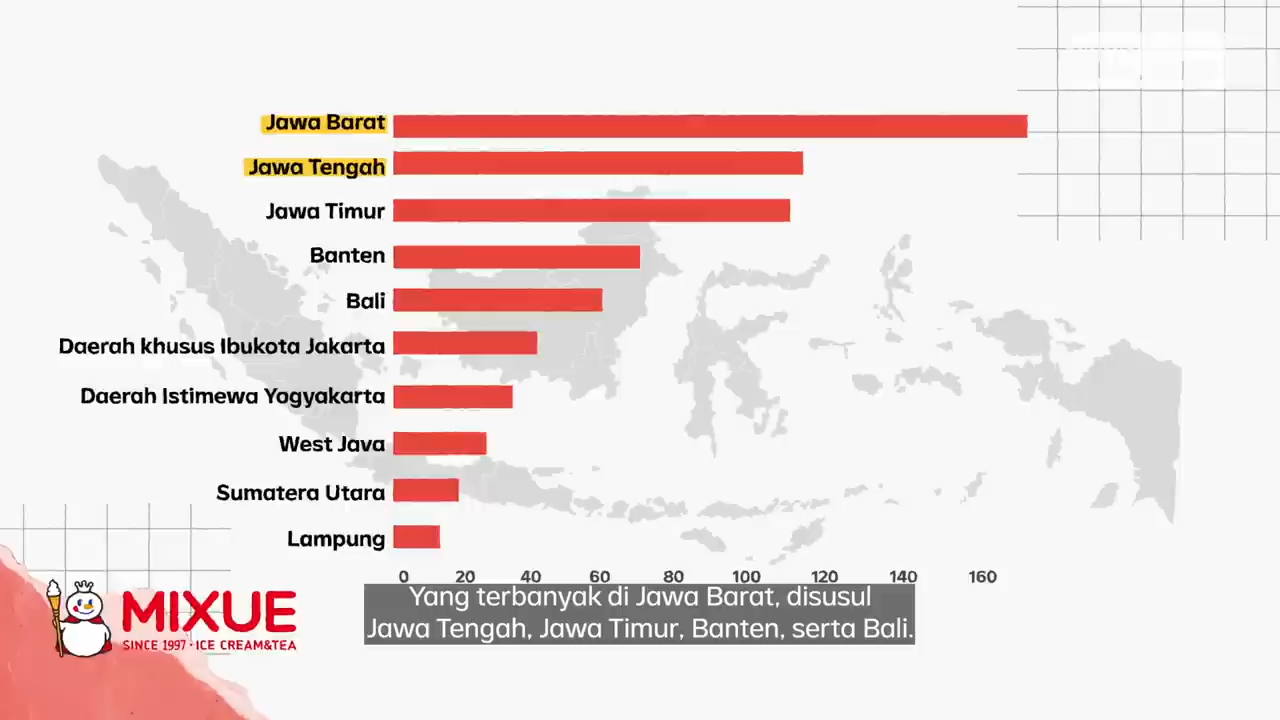 Jawa Barat
Jawa Tengah
Jawa Timur
Banten
Bali
Daerah khusus Ibukota Jakarta
Daerah Istimewa Yogyakarta
West Java
Sumatera Utara
Lampung
0 20 40 60 80 100 120 140 160
Yang terbanyak di Jawa Barat, disusul
Jawa Tengah, Jawa Timur, Banten, serta Bali.
MIXUE
SINCE 1997 · ICE CREAM&TEA